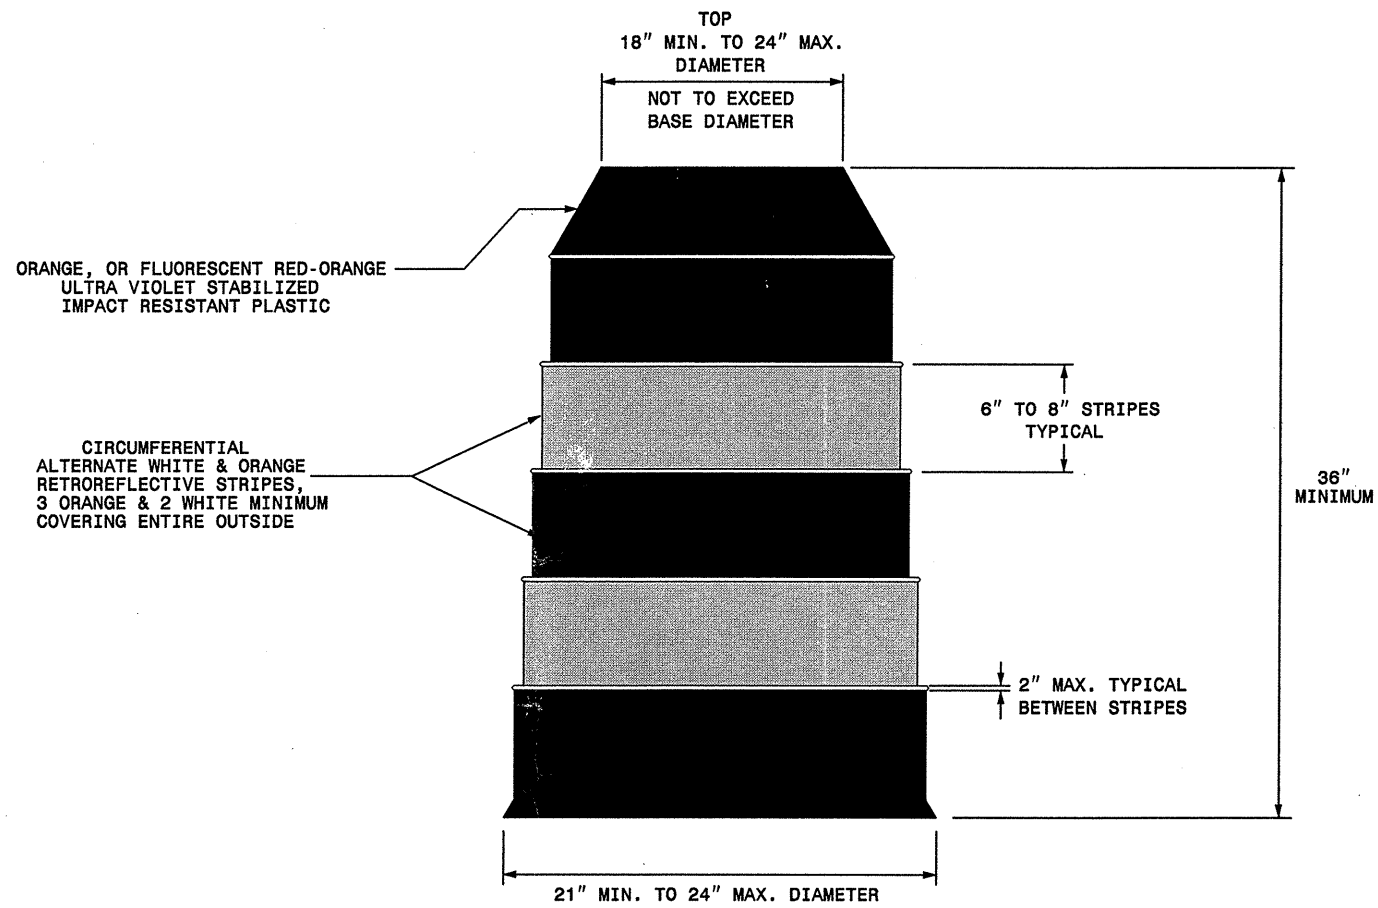 TOP
18" MIN. TO 24" MAX.
DIAMETER
NOT TO EXCEED
BASE DIAMETER
ORANGE, OR FLUORESCENT RED-ORANGE
ULTRA VIOLET STABILIZED
IMPACT RESISTANT PLASTIC
6" TO 8" STRIPES
TYPICAL
CIRCUMFERENTIAL
ALTERNATE WHITE & ORANGE
RETROREFLECTIVE STRIPES,
3 ORANGE & 2 WHITE MINIMUM
COVERING ENTIRE OUTSIDE
36"
MINIMUM
2" MAX. TYPICAL
BETWEEN STRIPES
21" MIN. TO 24" MAX. DIAMETER